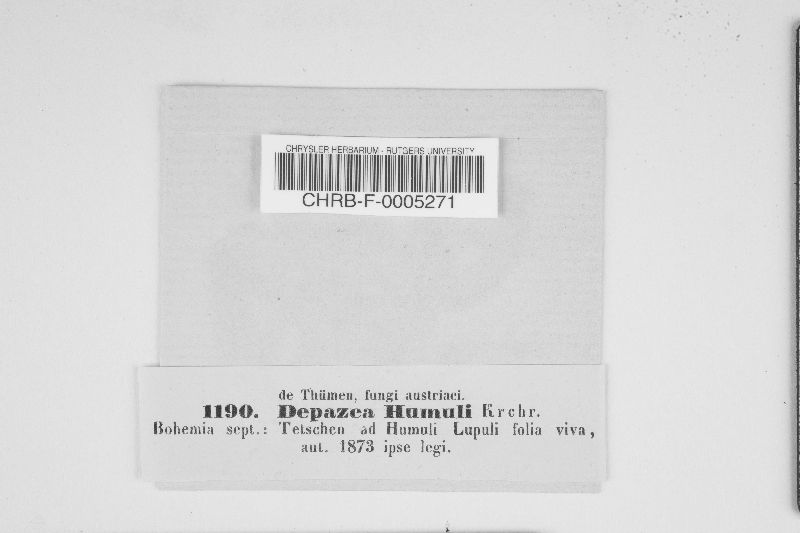 CHRYSLER HERBARIUM - RUTGERS UNIVERSITY
CHRB-F-0005271
de Thümen, fungi austriaci.
1190. Depazea Humuli Krchr.
Bohemia sept.: Tetschen ad Humuli Lupuli folia viva,
aut. 1873 ipse legi.